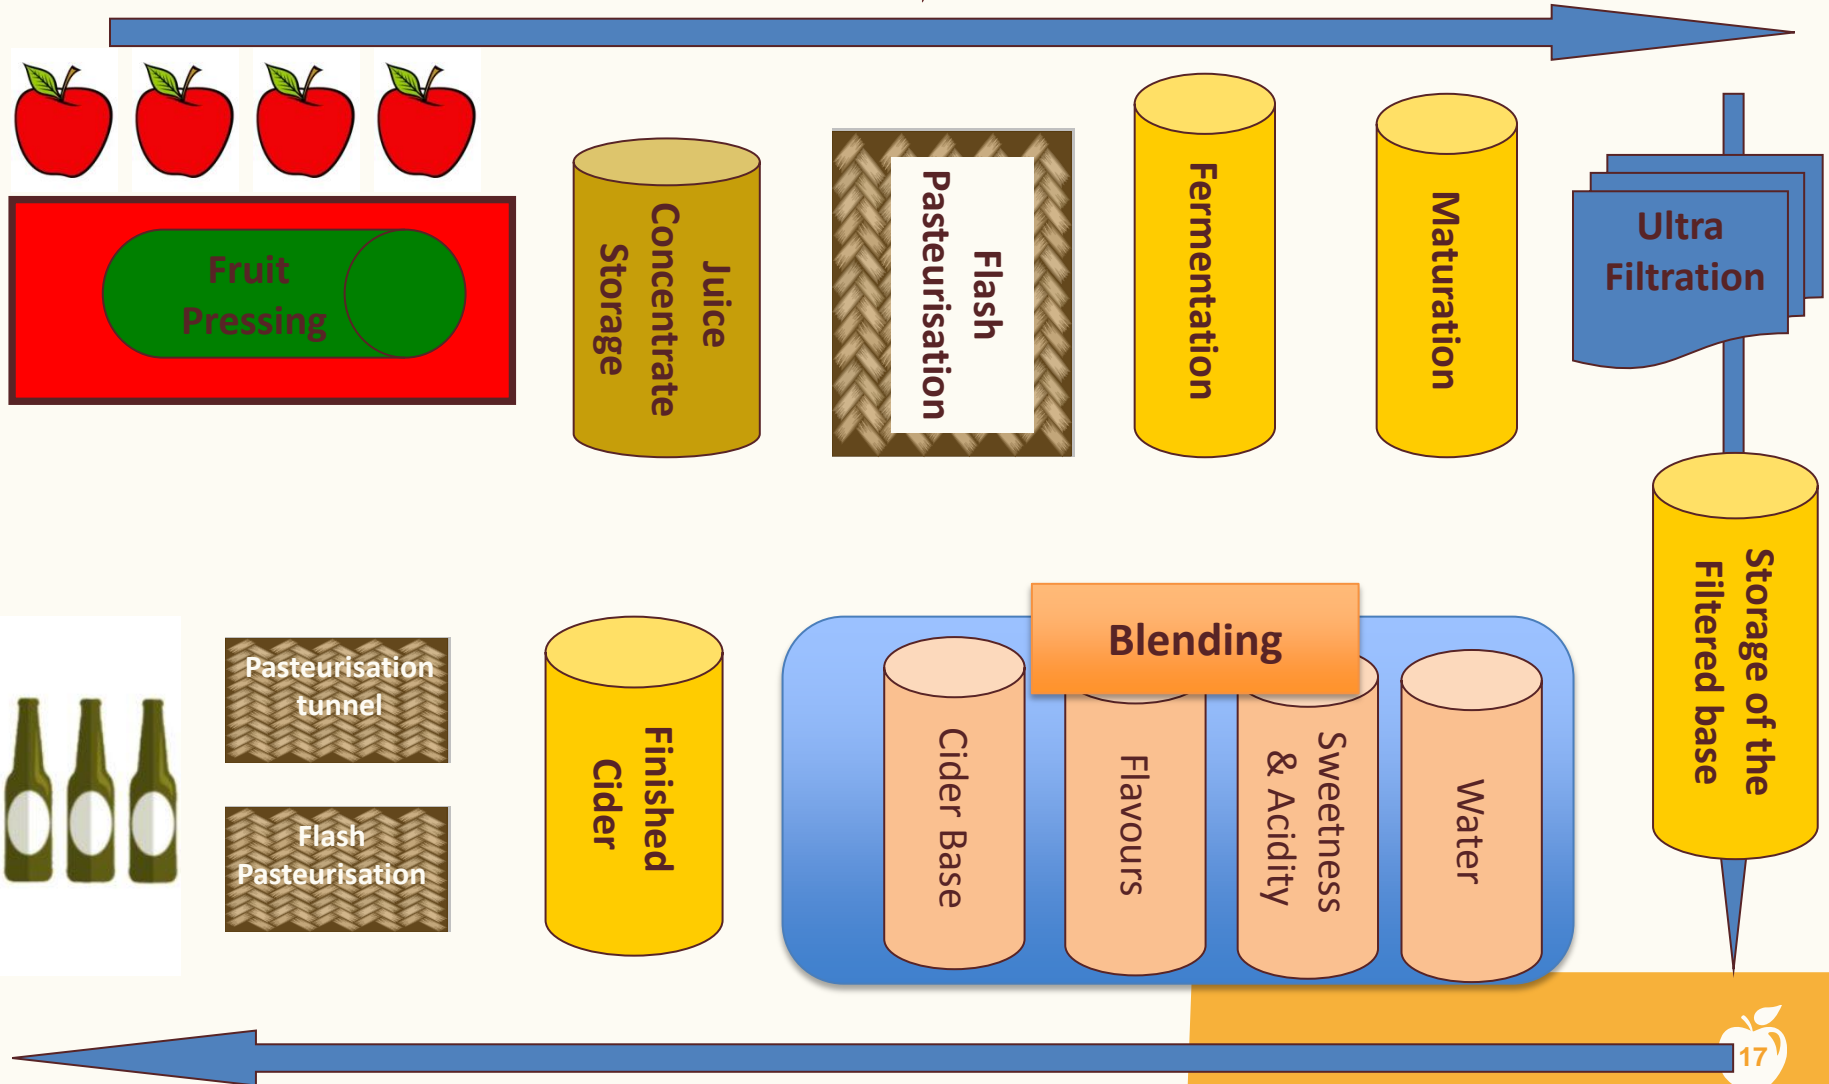 Fruit
Pressing
Juice
Concentrate
Storage
Flash
Pasteurisation
Fermentation
Maturation
Ultra
Filtration
Storage of the
Filtered base
Blending
Cider Base
Flavours
Sweetness
& Acidity
Water
Finished
Cider
Pasteurisation
tunnel
Flash
Pasteurisation
17